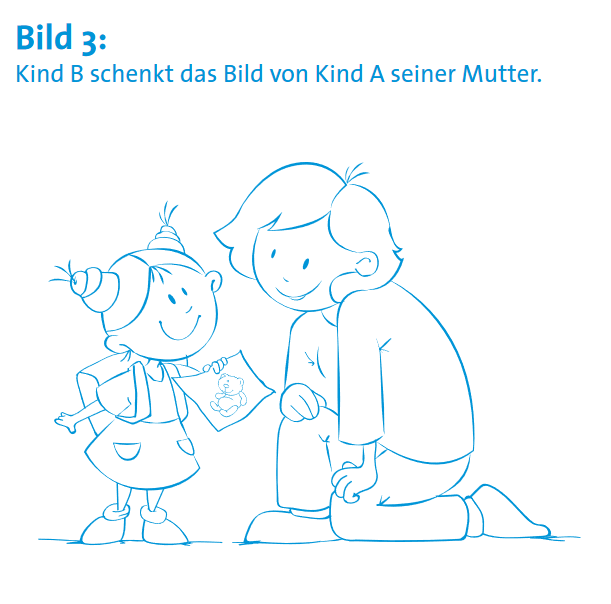 Bild 3:
Kind B schenkt das Bild von Kind A seiner Mutter.